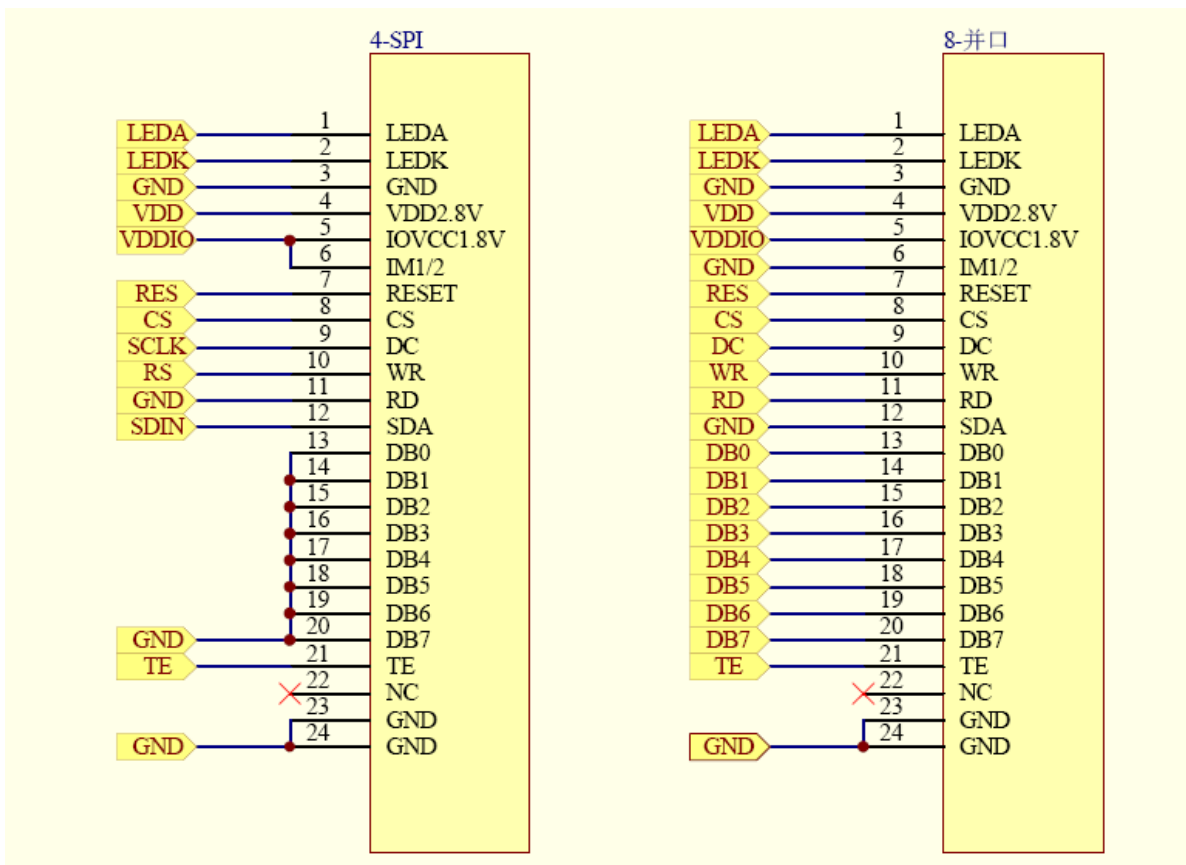 4-SPI
LEDA 1 LEDA
LEDK 2 LEDK
GND 3 GND
VDD 4 VDD2.8V
VDDIO 5 IOVCC1.8V
6 IM1/2
RES 7 RESET
CS 8 CS
SCLK 9 DC
RS 10 WR
GND 11 RD
SDIN 12 SDA
13 DB0
14 DB1
15 DB2
16 DB3
17 DB4
18 DB5
19 DB6
GND 20 DB7
TE 21 TE
22 NC
23 GND
GND 24 GND
8-并口
LEDA 1 LEDA
LEDK 2 LEDK
GND 3 GND
VDD 4 VDD2.8V
VDDIO 5 IOVCC1.8V
GND 6 IM1/2
RES 7 RESET
CS 8 CS
DC 9 DC
WR 10 WR
RD 11 RD
GND 12 SDA
DB0 13 DB0
DB1 14 DB1
DB2 15 DB2
DB3 16 DB3
DB4 17 DB4
DB5 18 DB5
DB6 19 DB6
DB7 20 DB7
TE 21 TE
22 NC
23 GND
GND 24 GND